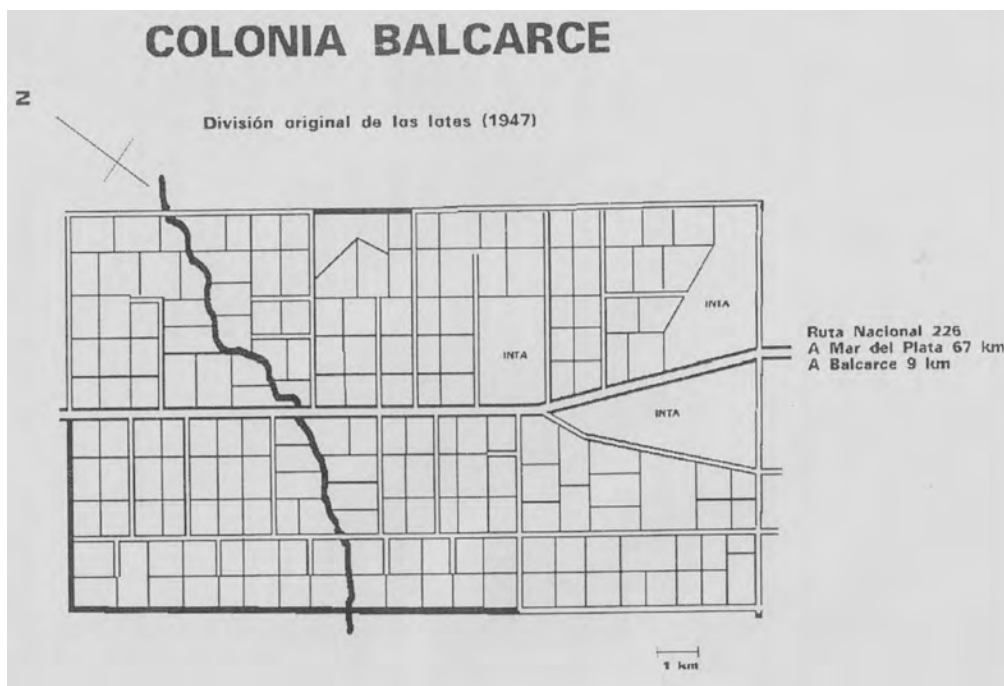 COLONIA BALCARCE
N
División original de los lotes (1947)
INTA
INTA
INTA
Ruta Nacional 226
A Mar del Plata 67 km
A Balcarce 9 km
1 km